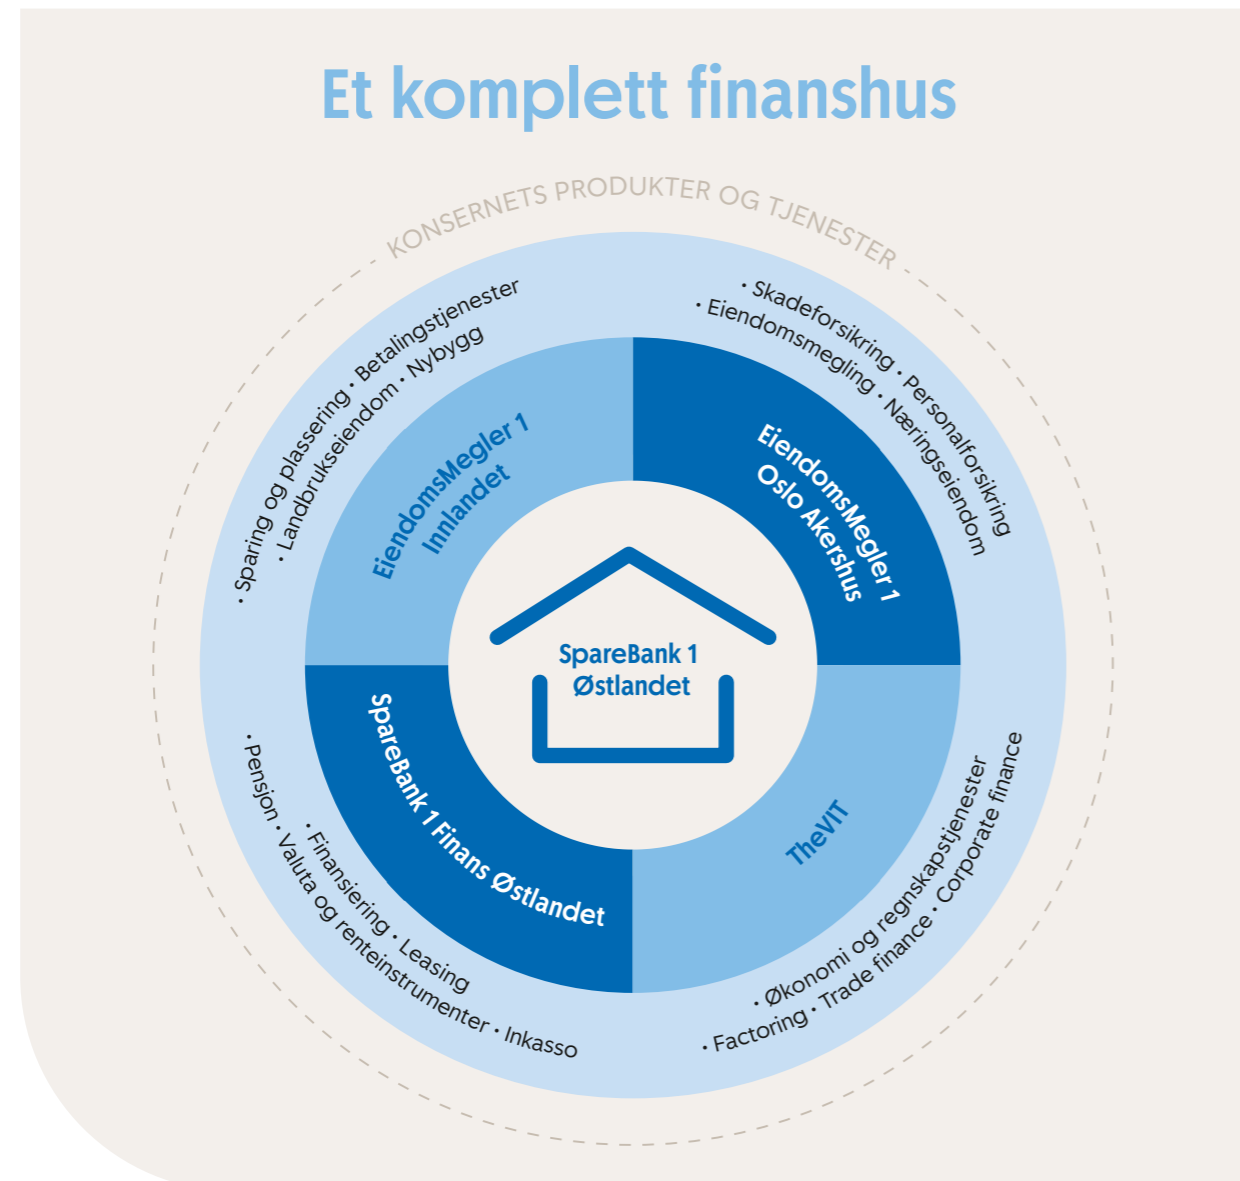 Et komplett finanshus
KONSERNETS PRODUKTER OG TJENESTER
• Sparing og plassering • Betalingstjenester
• Landbrukseiendom • Nybygg
• Skadeforsikring • Personalforsikring
• Eiendomsmegling • Næringseiendom
EiendomsMegler 1
Innlandet
EiendomsMegler 1
Oslo Akershus
SpareBank 1
Østlandet
SpareBank 1 Finans Østlandet
TheVIT
• Finansiering • Leasing
• Pensjon • Valuta og renteinstrumenter • Inkasso
• Økonomi og regnskapstjenester
• Factoring • Trade finance • Corporate finance